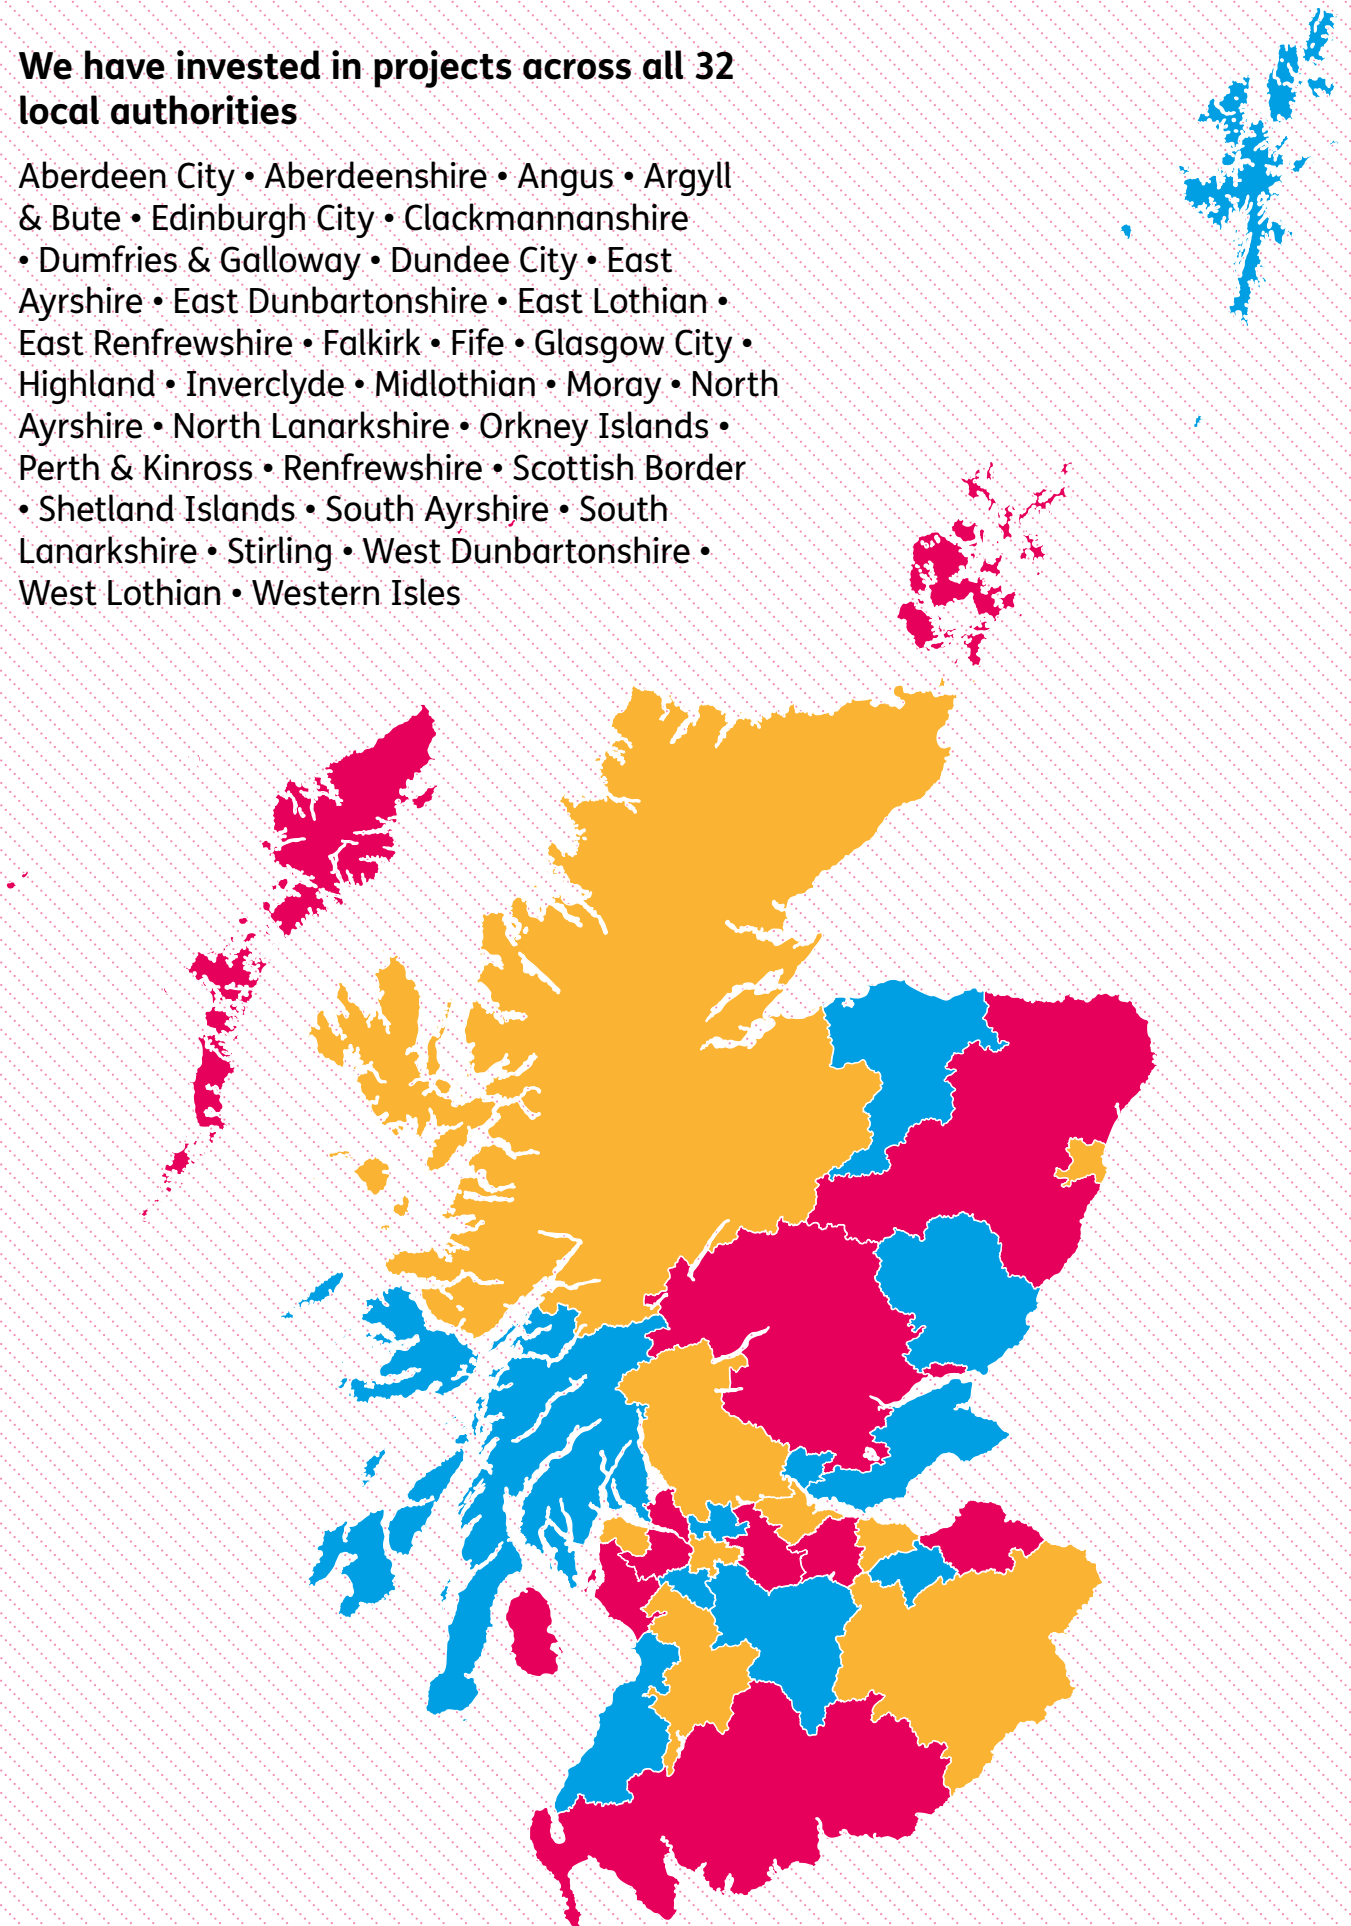 We have invested in projects across all 32
local authorities
Aberdeen City • Aberdeenshire • Angus • Argyll
& Bute • Edinburgh City • Clackmannanshire
• Dumfries & Galloway • Dundee City • East
Ayrshire • East Dunbartonshire • East Lothian •
East Renfrewshire • Falkirk • Fife • Glasgow City •
Highland • Inverclyde • Midlothian • Moray • North
Ayrshire • North Lanarkshire • Orkney Islands •
Perth & Kinross • Renfrewshire • Scottish Border
• Shetland Islands • South Ayrshire • South
Lanarkshire • Stirling • West Dunbartonshire •
West Lothian • Western Isles